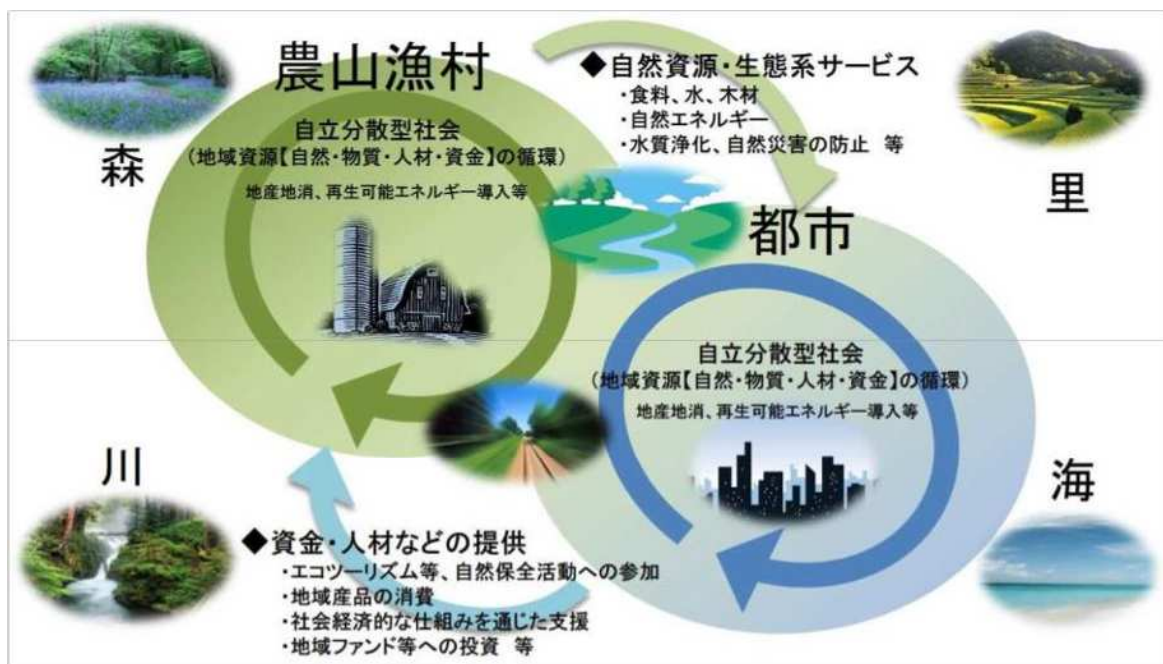 農山漁村
◆自然資源・生態系サービス
・食料、水、木材
・自然エネルギー
・水質浄化、自然災害の防止 等
森
自立分散型社会
(地域資源【自然・物質・人材・資金】の循環)
地産地消、再生可能エネルギー導入等
里
都市
自立分散型社会
(地域資源【自然・物質・人材・資金】の循環)
地産地消、再生可能エネルギー導入等
川
海
◆資金・人材などの提供
・エコツーリズム等、自然保全活動への参加
・地域産品の消費
・社会経済的な仕組みを通じた支援
・地域ファンド等への投資 等